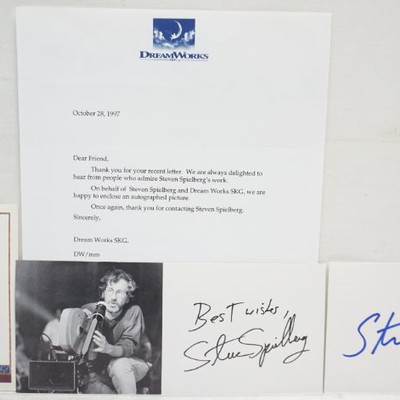 DREAMWORKS
October 28, 1997
Dear Friend,
Thank you for your recent letter. We are always delighted to
hear from people who admire Steven Spielberg's work.
On behalf of Steven Spielberg and Dream Works SKG, we are
happy to enclose an autographed picture.
Once again, thank you for contacting Steven Spielberg.
Sincerely,
Dream Works SKG.
DW/mm
Best wishes,
Steven Spielberg